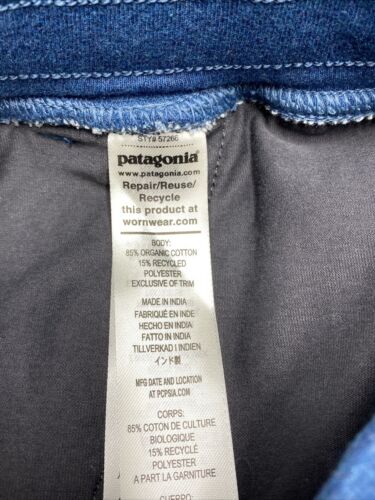 STY# 57266
patagonia
www.patagonia.com
Repair/Reuse/
Recycle
this product at
wornwear.com
BODY:
85% ORGANIC COTTON
15% RECYCLED
POLYESTER
EXCLUSIVE OF TRIM
MADE IN INDIA
FABRIQUÉ EN INDE
HECHO EN INDIA
FATTO IN INDIA
TILLVERKAD I INDIEN
インド製
MFG DATE AND LOCATION
AT PCPSIA.COM
CORPS:
85% COTON DE CULTURE
BIOLOGIQUE
15% RECYCLÉ
POLYESTER
A PART LA GARNITURE
CUERPO: